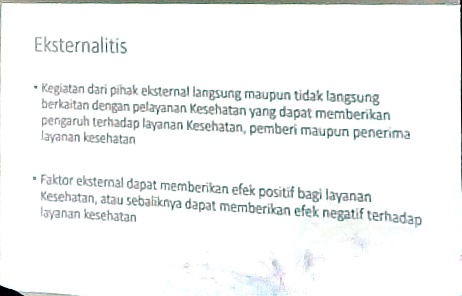 Eksternalitis
• Kegiatan dari pihak eksternal langsung maupun tidak langsung
berkaitan dengan pelayanan Kesehatan yang dapat memberikan
pengaruh terhadap layanan Kesehatan, pemberi maupun penerima
layanan kesehatan
• Faktor eksternal dapat memberikan efek positif bagi layanan
Kesehatan, atau sebaliknya dapat memberikan efek negatif terhadap
layanan kesehatan